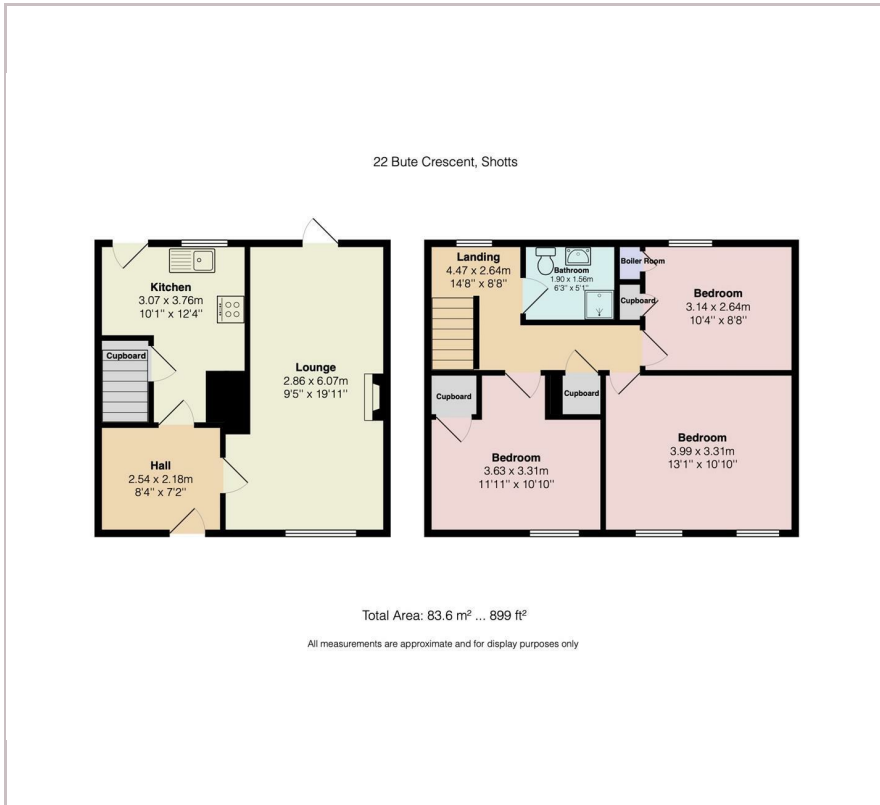 22 Bute Crescent, Shotts
Kitchen
3.07 x 3.76m
10'1" x 12'4"
Cupboard
Lounge
2.86 x 6.07m
9'5" x 19'11"
Hall
2.54 x 2.18m
8'4" x 7'2"
Landing
4.47 x 2.64m
14'8" x 8'8"
Bathroom
1.90 x 1.56m
6'3" x 5'1"
Boiler Room
Cupboard
Bedroom
3.14 x 2.64m
10'4" x 8'8"
Cupboard
Cupboard
Bedroom
3.63 x 3.31m
11'11" x 10'10"
Bedroom
3.99 x 3.31m
13'1" x 10'10"
Total Area: 83.6 m² ... 899 ft²
All measurements are approximate and for display purposes only